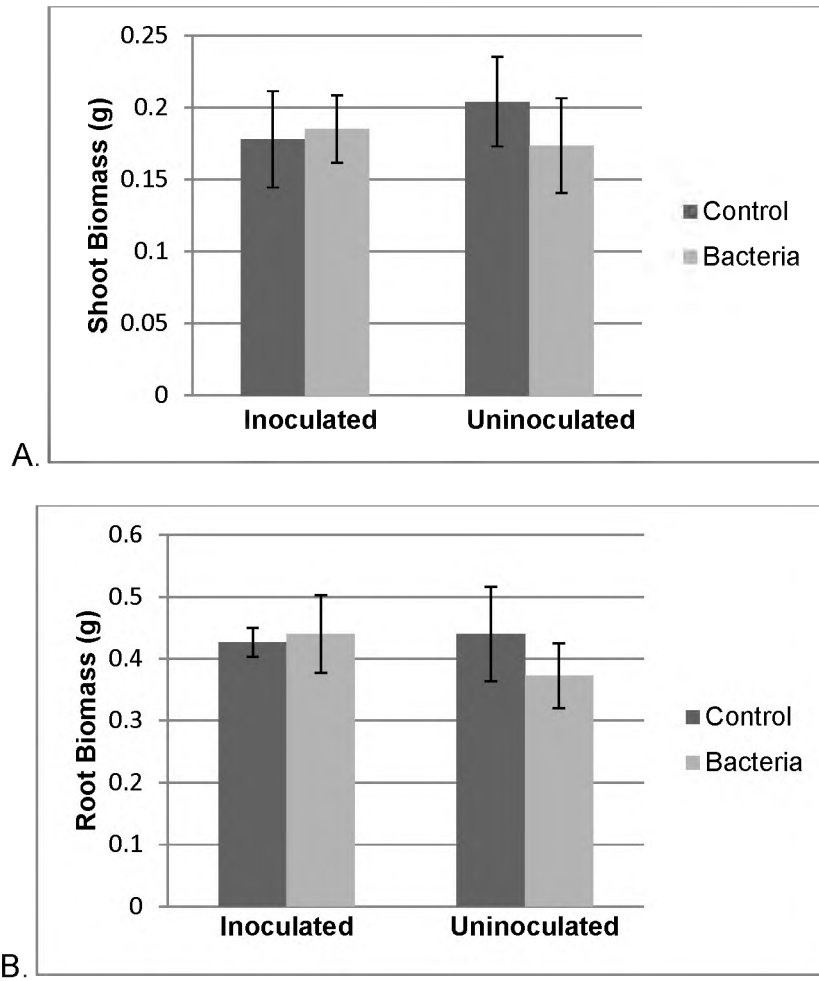 0.25
0.2
0.15
0.1
0.05
0
Shoot Biomass (g)
Inoculated
Uninoculated
Control
Bacteria
A.
0.6
0.5
0.4
0.3
0.2
0.1
0
Root Biomass (g)
Inoculated
Uninoculated
Control
Bacteria
B.